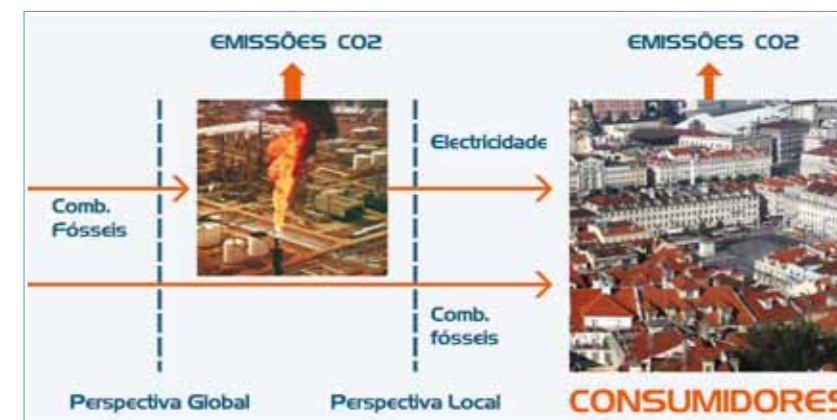 EMISSÕES CO2
EMISSÕES CO2
Electricidade
Comb.
Fósseis
Comb.
fósseis
Perspectiva Global
Perspectiva Local
CONSUMIDORES